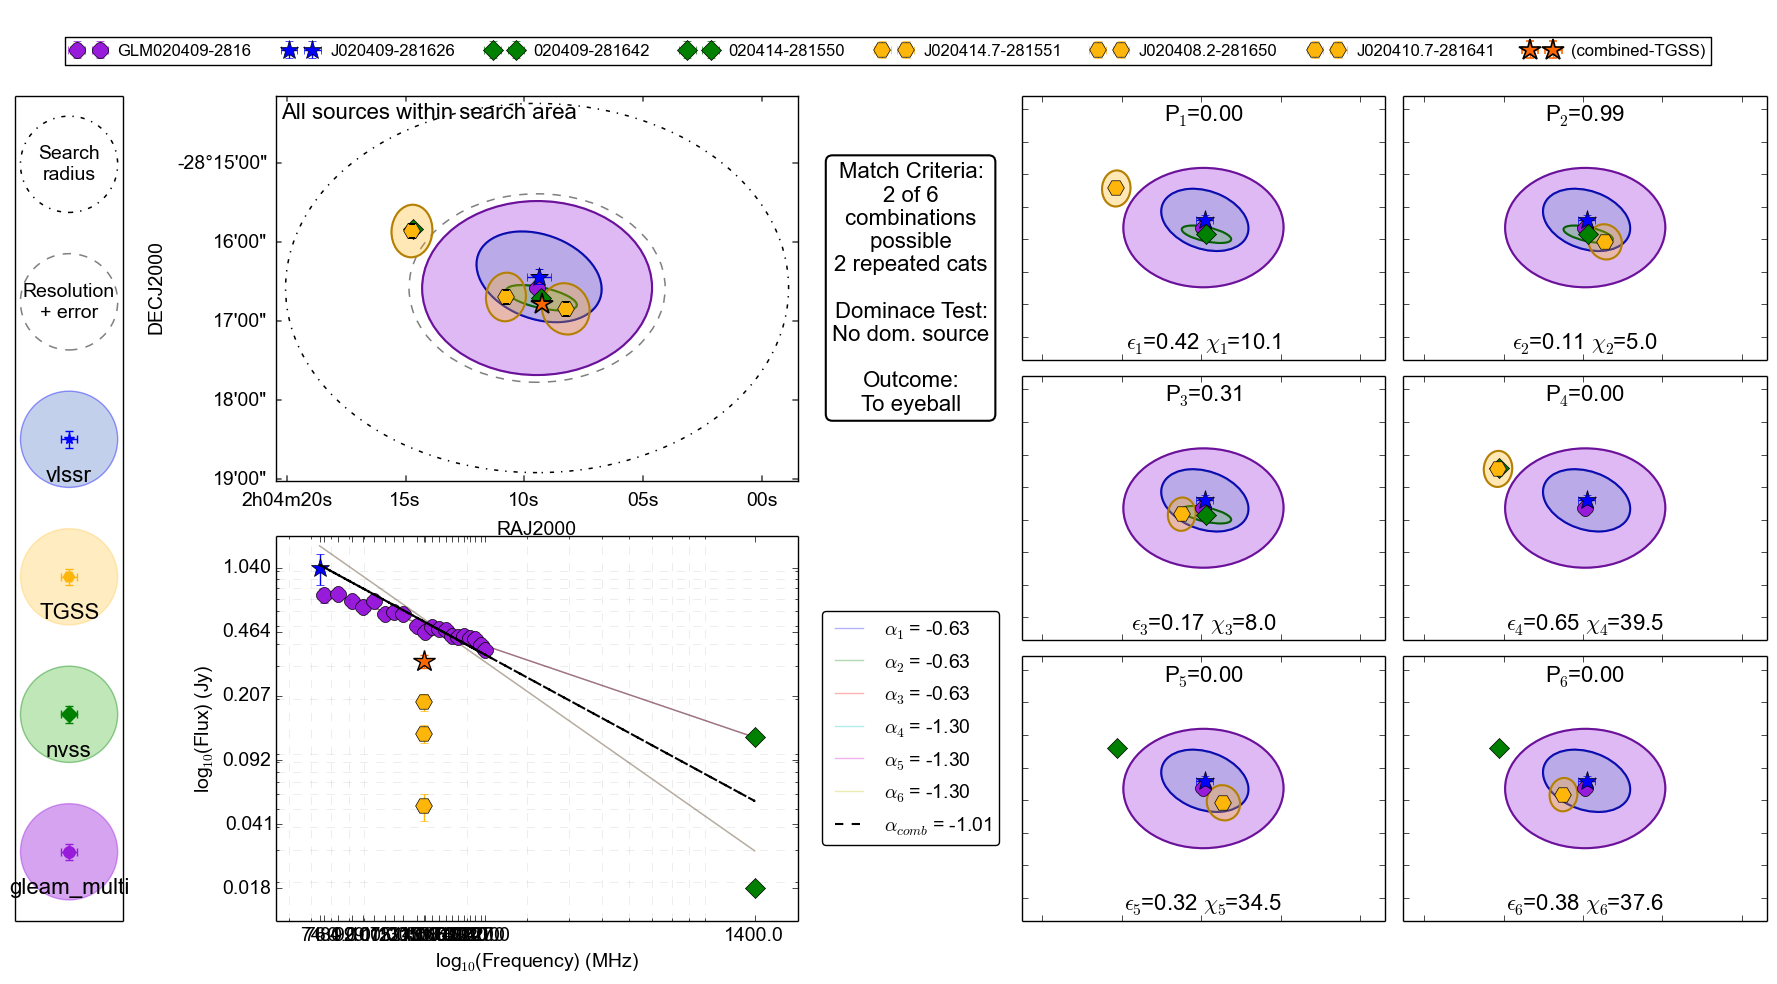 GLM020409-2816 J020409-281626 020409-281642 020414-281550 J020414.7-281551 J020408.2-281650 J020410.7-281641 (combined-TGSS)
Search
radius
Resolution
+ error
vlssr
TGSS
nvss
gleam_multi
All sources within search area
DECJ2000
-28°15'00"
16'00"
17'00"
18'00"
19'00"
2h04m20s 15s 10s 05s 00s
RAJ2000
Match Criteria:
2 of 6
combinations
possible
2 repeated cats
Dominace Test:
No dom. source
Outcome:
To eyeball
log10(Flux) (Jy)
1.040
0.464
0.207
0.092
0.041
0.018
1400.0
log10(Frequency) (MHz)
α1 = -0.63
α2 = -0.63
α3 = -0.63
α4 = -1.30
α5 = -1.30
α6 = -1.30
αcomb = -1.01
P1=0.00
ϵ1=0.42 χ1=10.1
P2=0.99
ϵ2=0.11 χ2=5.0
P3=0.31
ϵ3=0.17 χ3=8.0
P4=0.00
ϵ4=0.65 χ4=39.5
P5=0.00
ϵ5=0.32 χ5=34.5
P6=0.00
ϵ6=0.38 χ6=37.6